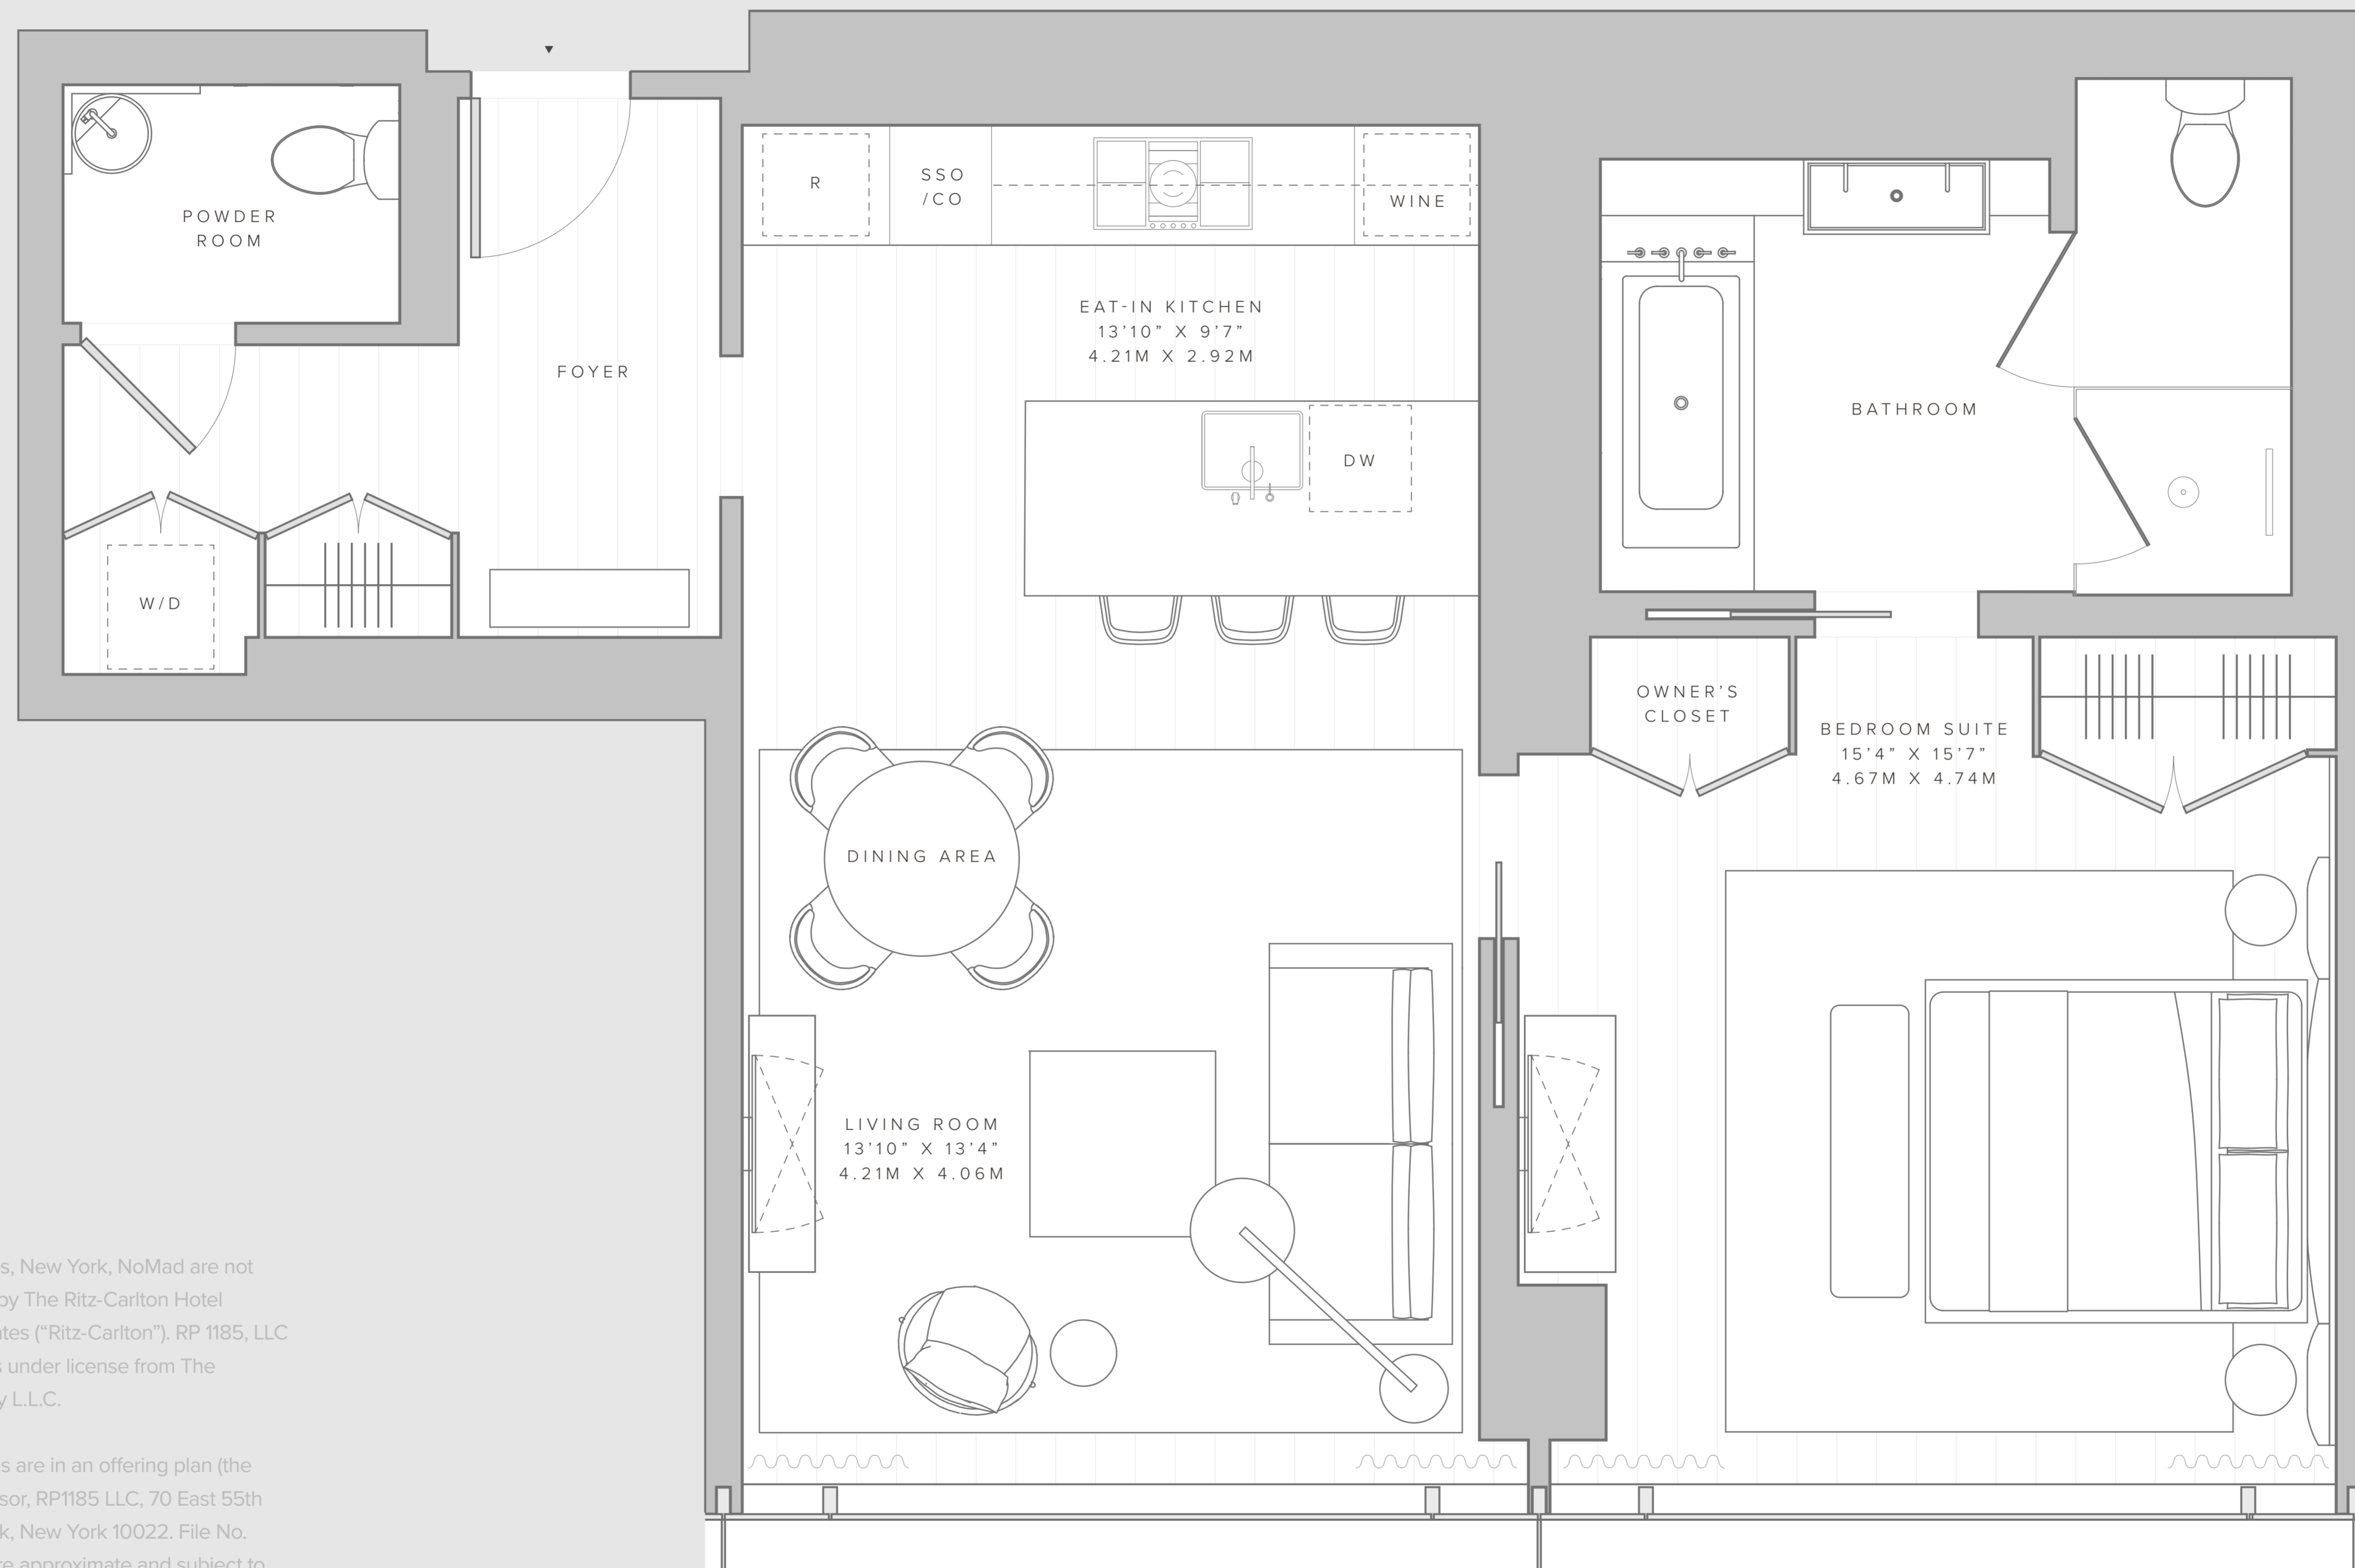 POWDER
ROOM
FOYER
W/D
R
SSO
/CO
WINE
EAT-IN KITCHEN
13’10” X 9’7”
4.21M X 2.92M
DW
BATHROOM
OWNER’S
CLOSET
BEDROOM SUITE
15’4” X 15’7”
4.67M X 4.74M
DINING AREA
LIVING ROOM
13’10” X 13’4”
4.21M X 4.06M
New York, NoMad are not
by The Ritz-Carlton Hotel
(“Ritz-Carlton”). RP 1185, LLC
under license from The
L.L.C.
are in an offering plan (the
RP1185 LLC, 70 East 55th
New York 10022. File No.
approximate and subject to